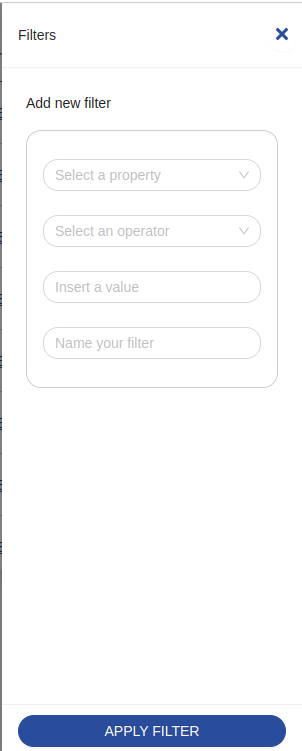 Filters
Add new filter
Select a property
Select an operator
Insert a value
Name your filter
APPLY FILTER